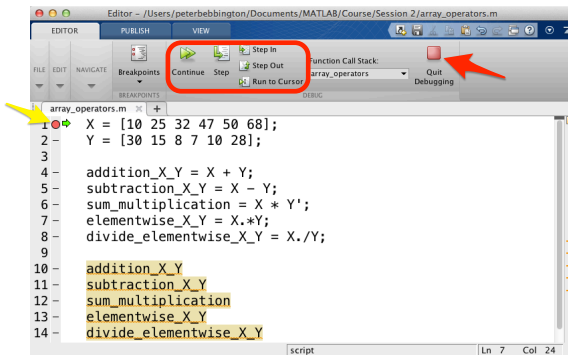 Editor - /Users/peterbebbington/Documents/MATLAB/Course/Session 2/array_operators.m
EDITOR PUBLISH VIEW
FILE EDIT NAVIGATE Breakpoints Continue Step Step In Step Out Run to Cursor Function Call Stack: array_operators Quit Debugging
BREAKPOINTS DEBUG
array_operators.m × +
1 X = [10 25 32 47 50 68];
2 – Y = [30 15 8 7 10 28];
3
4 – addition_X_Y = X + Y;
5 – subtraction_X_Y = X - Y;
6 – sum_multiplication = X * Y';
7 – elementwise_X_Y = X.*Y;
8 – divide_elementwise_X_Y = X./Y;
9
10 – addition_X_Y
11 – subtraction_X_Y
12 – sum_multiplication
13 – elementwise_X_Y
14 – divide_elementwise_X_Y
script Ln 7 Col 24